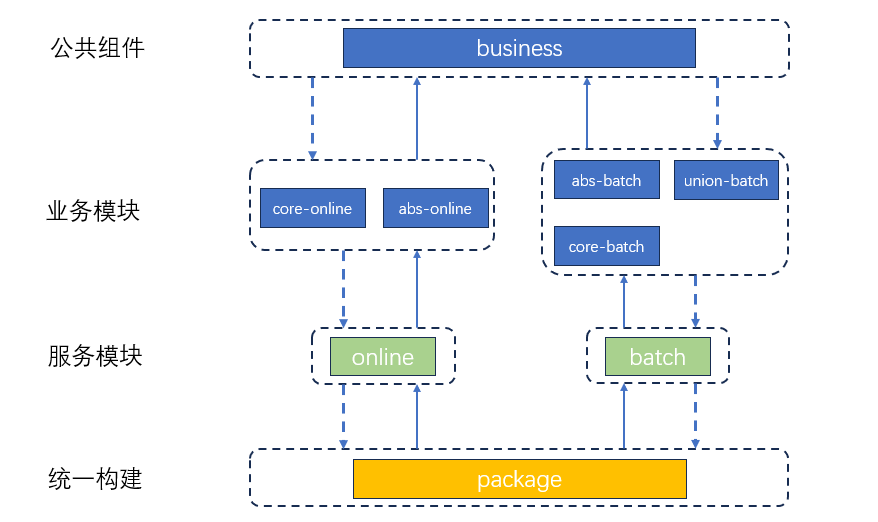 公共组件
business
业务模块
core-online
abs-online
abs-batch
union-batch
core-batch
服务模块
online
batch
统一构建
package